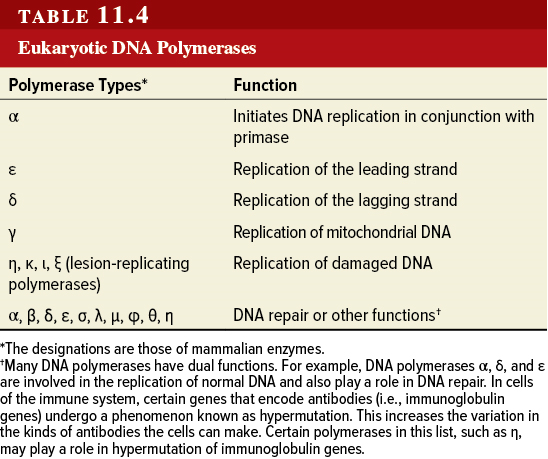 TABLE 11.4
Eukaryotic DNA Polymerases
Polymerase Types* Function
α Initiates DNA replication in conjunction with
primase
ε Replication of the leading strand
δ Replication of the lagging strand
γ Replication of mitochondrial DNA
η, κ, ι, ξ (lesion-replicating Replication of damaged DNA
polymerases)
α, β, δ, ε, σ, λ, μ, φ, θ, η DNA repair or other functions†
*The designations are those of mammalian enzymes.
†Many DNA polymerases have dual functions. For example, DNA polymerases α, δ, and ε
are involved in the replication of normal DNA and also play a role in DNA repair. In cells
of the immune system, certain genes that encode antibodies (i.e., immunoglobulin
genes) undergo a phenomenon known as hypermutation. This increases the variation in
the kinds of antibodies the cells can make. Certain polymerases in this list, such as η,
may play a role in hypermutation of immunoglobulin genes.